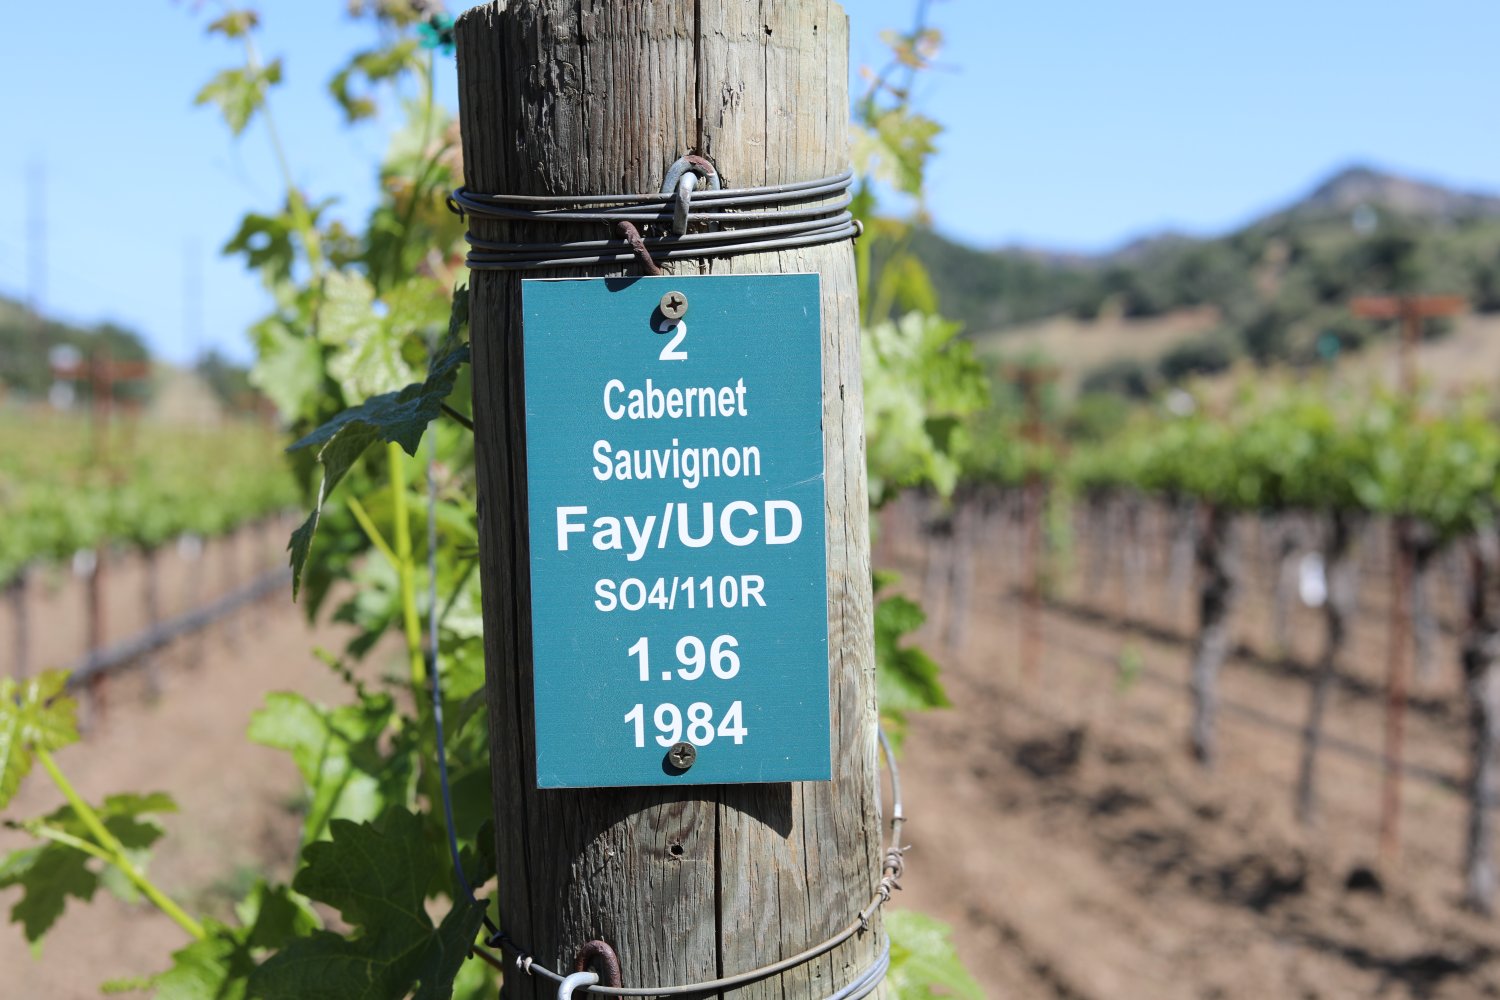 2
Cabernet
Sauvignon
Fay/UCD
SO4/110R
1.96
1984